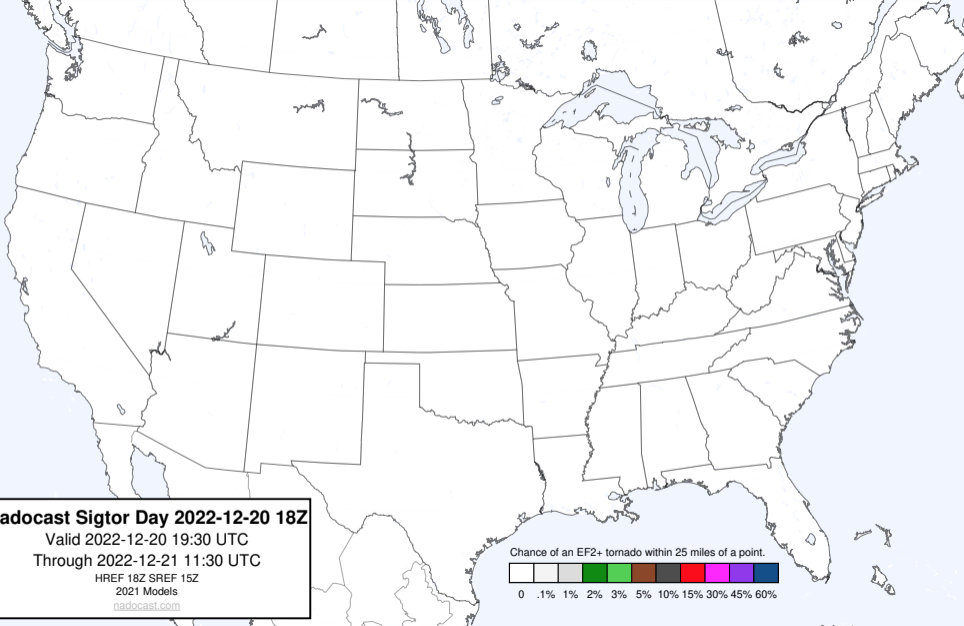 adocast Sigtor Day 2022-12-20 18Z
Valid 2022-12-20 19:30 UTC
Through 2022-12-21 11:30 UTC
HREF 18Z SREF 15Z
2021 Models
nadocast.com
Chance of an EF2+ tornado within 25 miles of a point.
0 .1% 1% 2% 3% 5% 10% 15% 30% 45% 60%